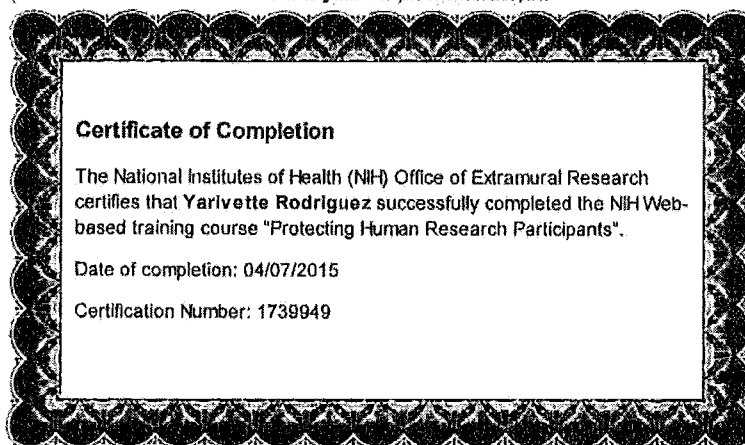 Certificate of Completion
The National Institutes of Health (NIH) Office of Extramural Research
certifies that Yarivette Rodriguez successfully completed the NIH Web-
based training course "Protecting Human Research Participants".
Date of completion: 04/07/2015
Certification Number: 1739949